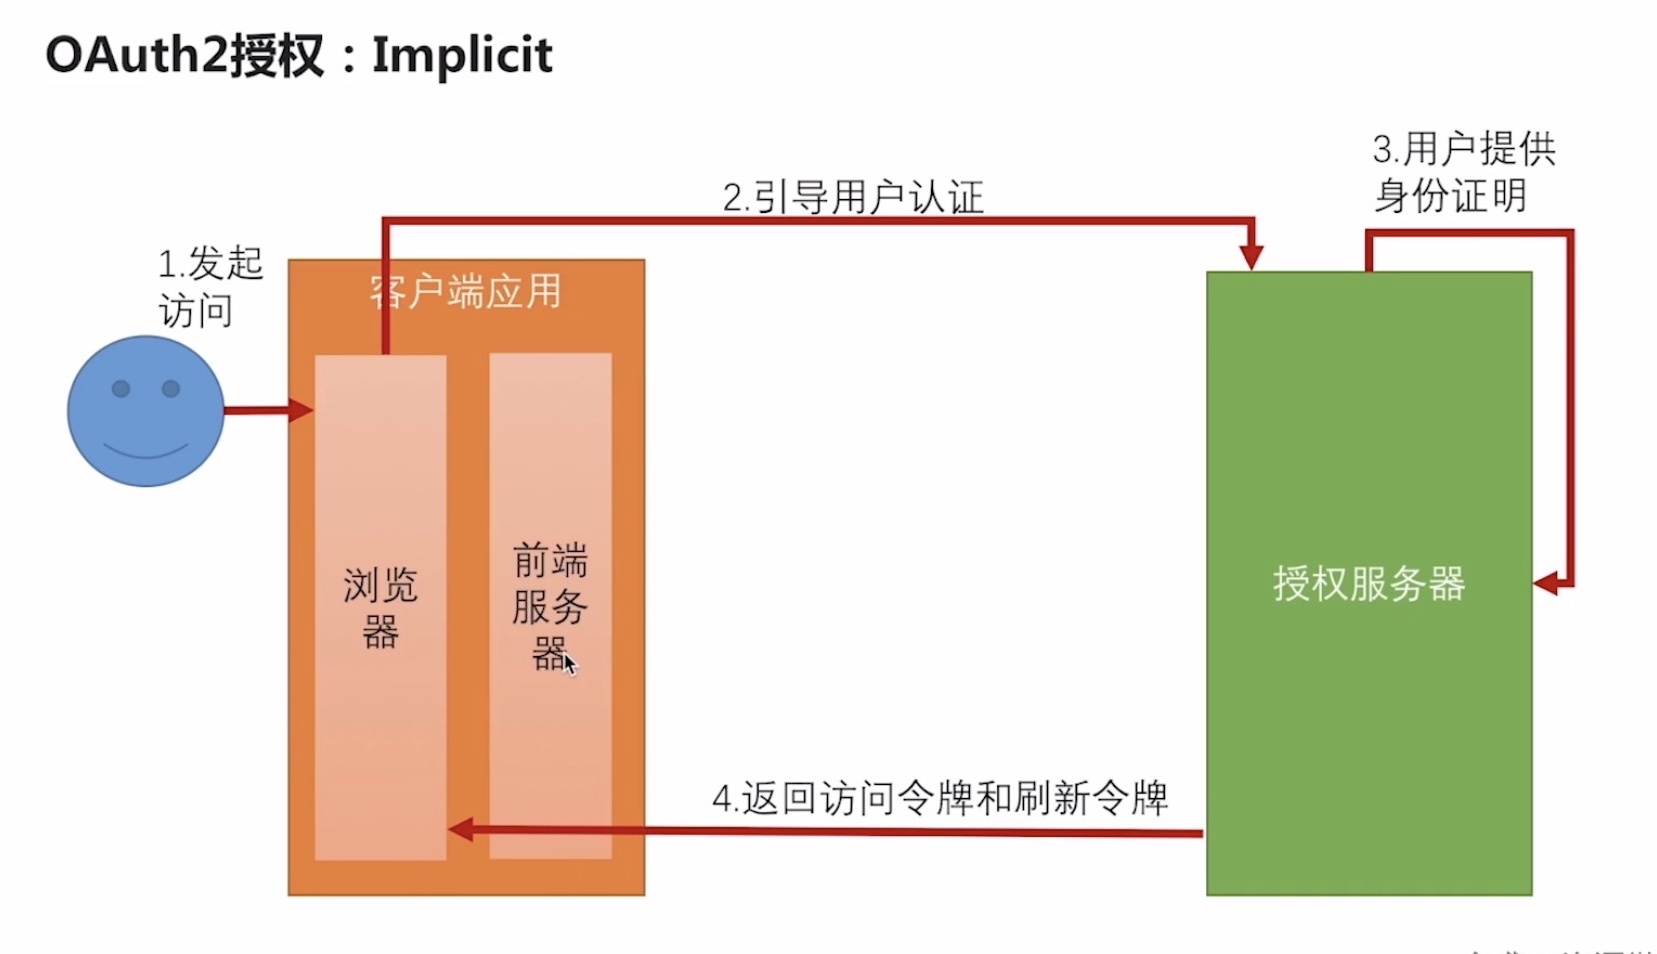 OAuth2授权：Implicit
3.用户提供
身份证明
2.引导用户认证
1.发起
访问
客户端应用
浏览
器
前端
服务
器
授权服务器
4.返回访问令牌和刷新令牌